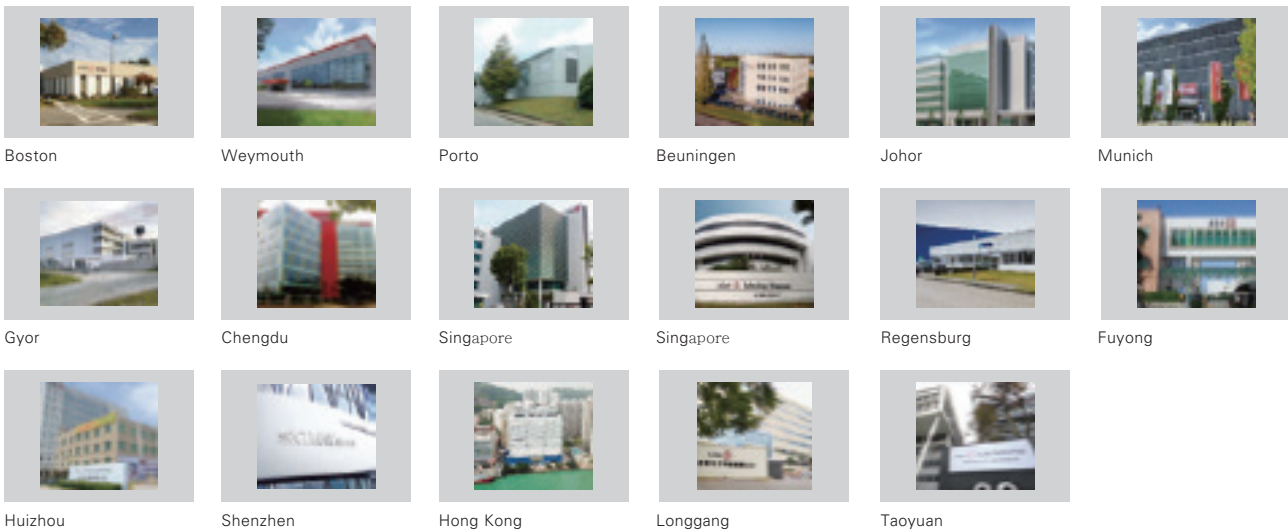 Boston
Weymouth
Porto
Beuningen
Johor
Munich
Gyor
Chengdu
Singapore
Singapore
Regensburg
Fuyong
Huizhou
Shenzhen
Hong Kong
Longgang
Taoyuan